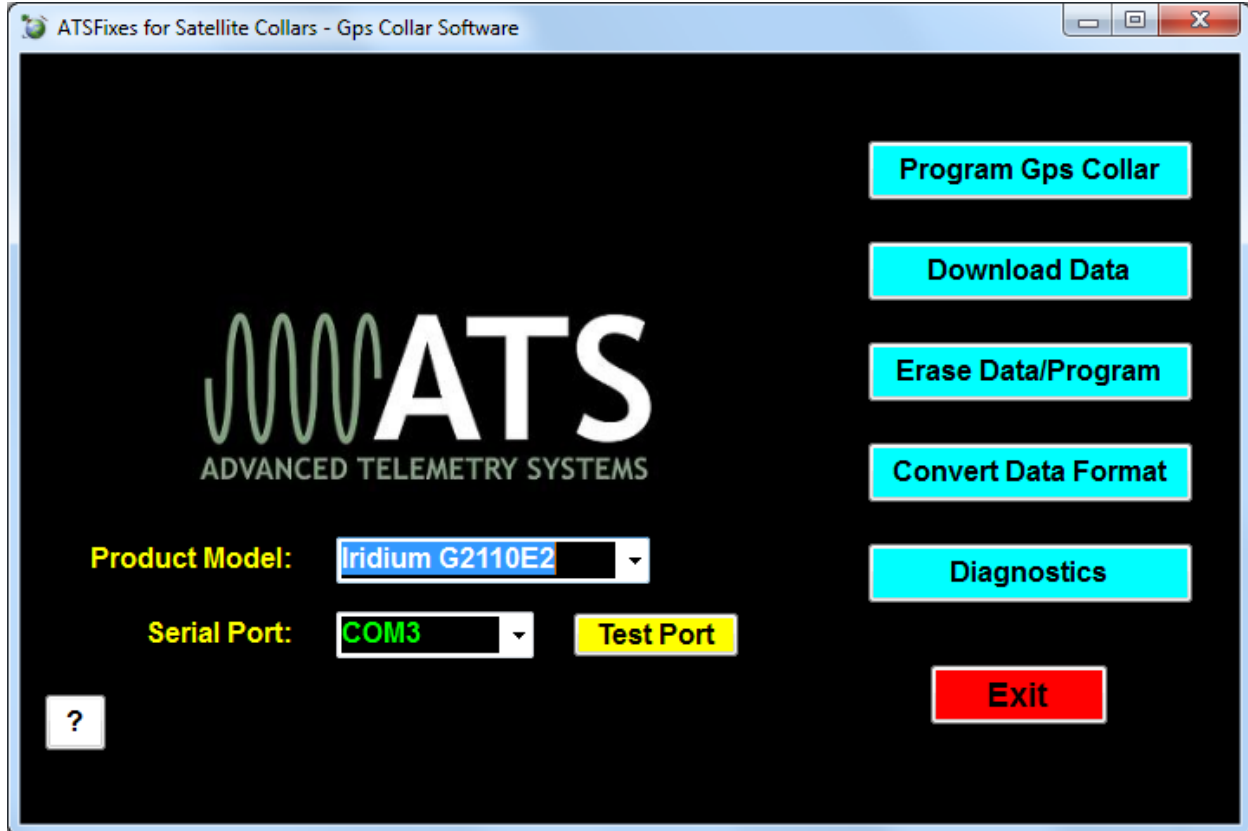 ATSFixes for Satellite Collars - Gps Collar Software
Program Gps Collar
Download Data
Erase Data/Program
ATS
ADVANCED TELEMETRY SYSTEMS
Convert Data Format
Product Model: Iridium G2110E2
Diagnostics
Serial Port: COM3 Test Port
Exit
?